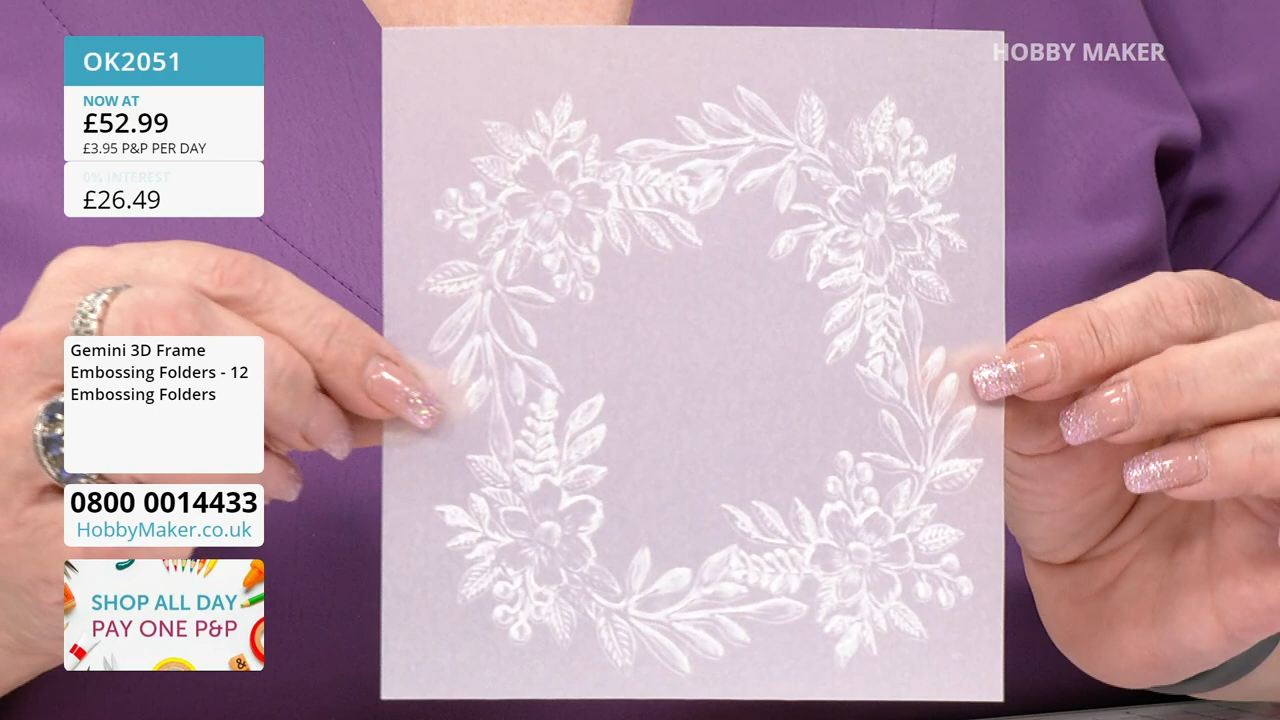 OK2051
NOW AT
£52.99
£3.95 P&P PER DAY
0% INTEREST
£26.49
HOBBY MAKER
Gemini 3D Frame
Embossing Folders - 12
Embossing Folders
0800 0014433
HobbyMaker.co.uk
SHOP ALL DAY
PAY ONE P&P
&